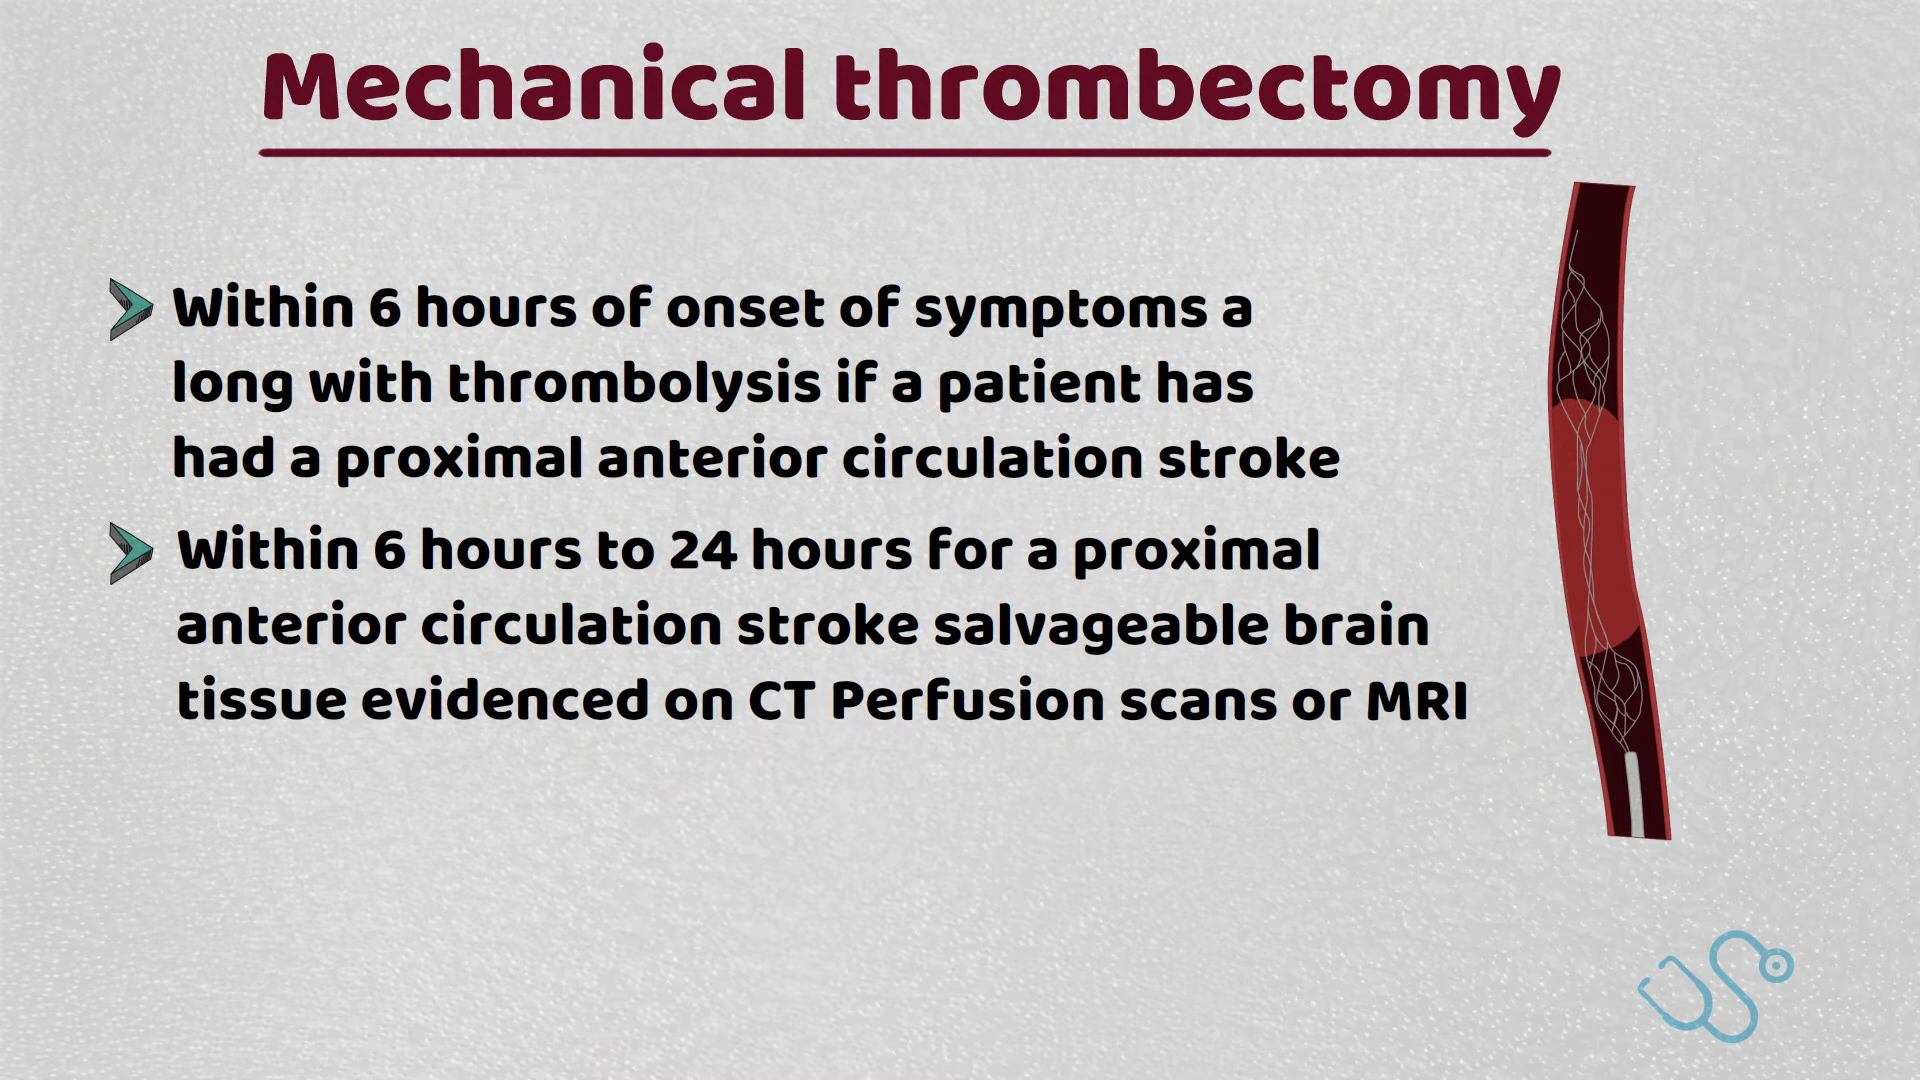 Mechanical thrombectomy
Within 6 hours of onset of symptoms a
long with thrombolysis if a patient has
had a proximal anterior circulation stroke
Within 6 hours to 24 hours for a proximal
anterior circulation stroke salvageable brain
tissue evidenced on CT Perfusion scans or MRI